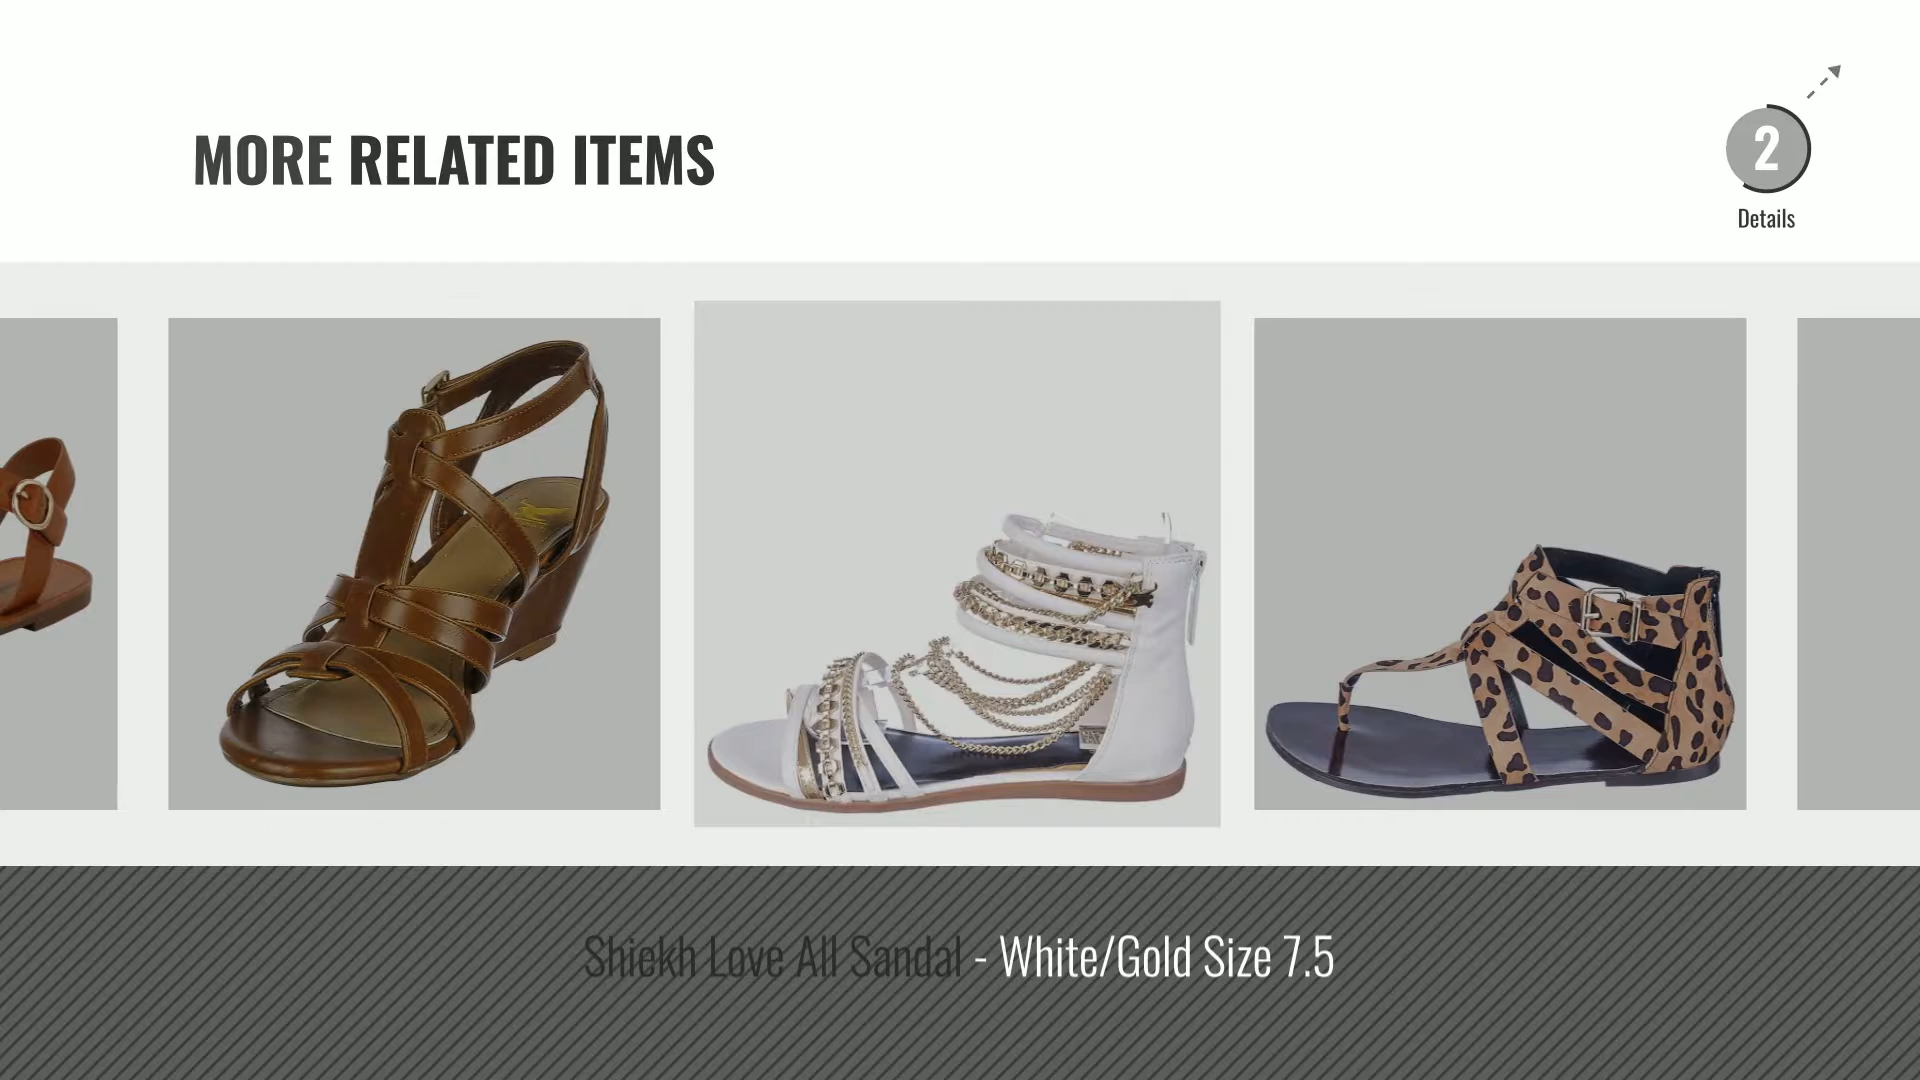 MORE RELATED ITEMS
2
Details
Shiekh Love All Sandal - White/Gold Size 7.5